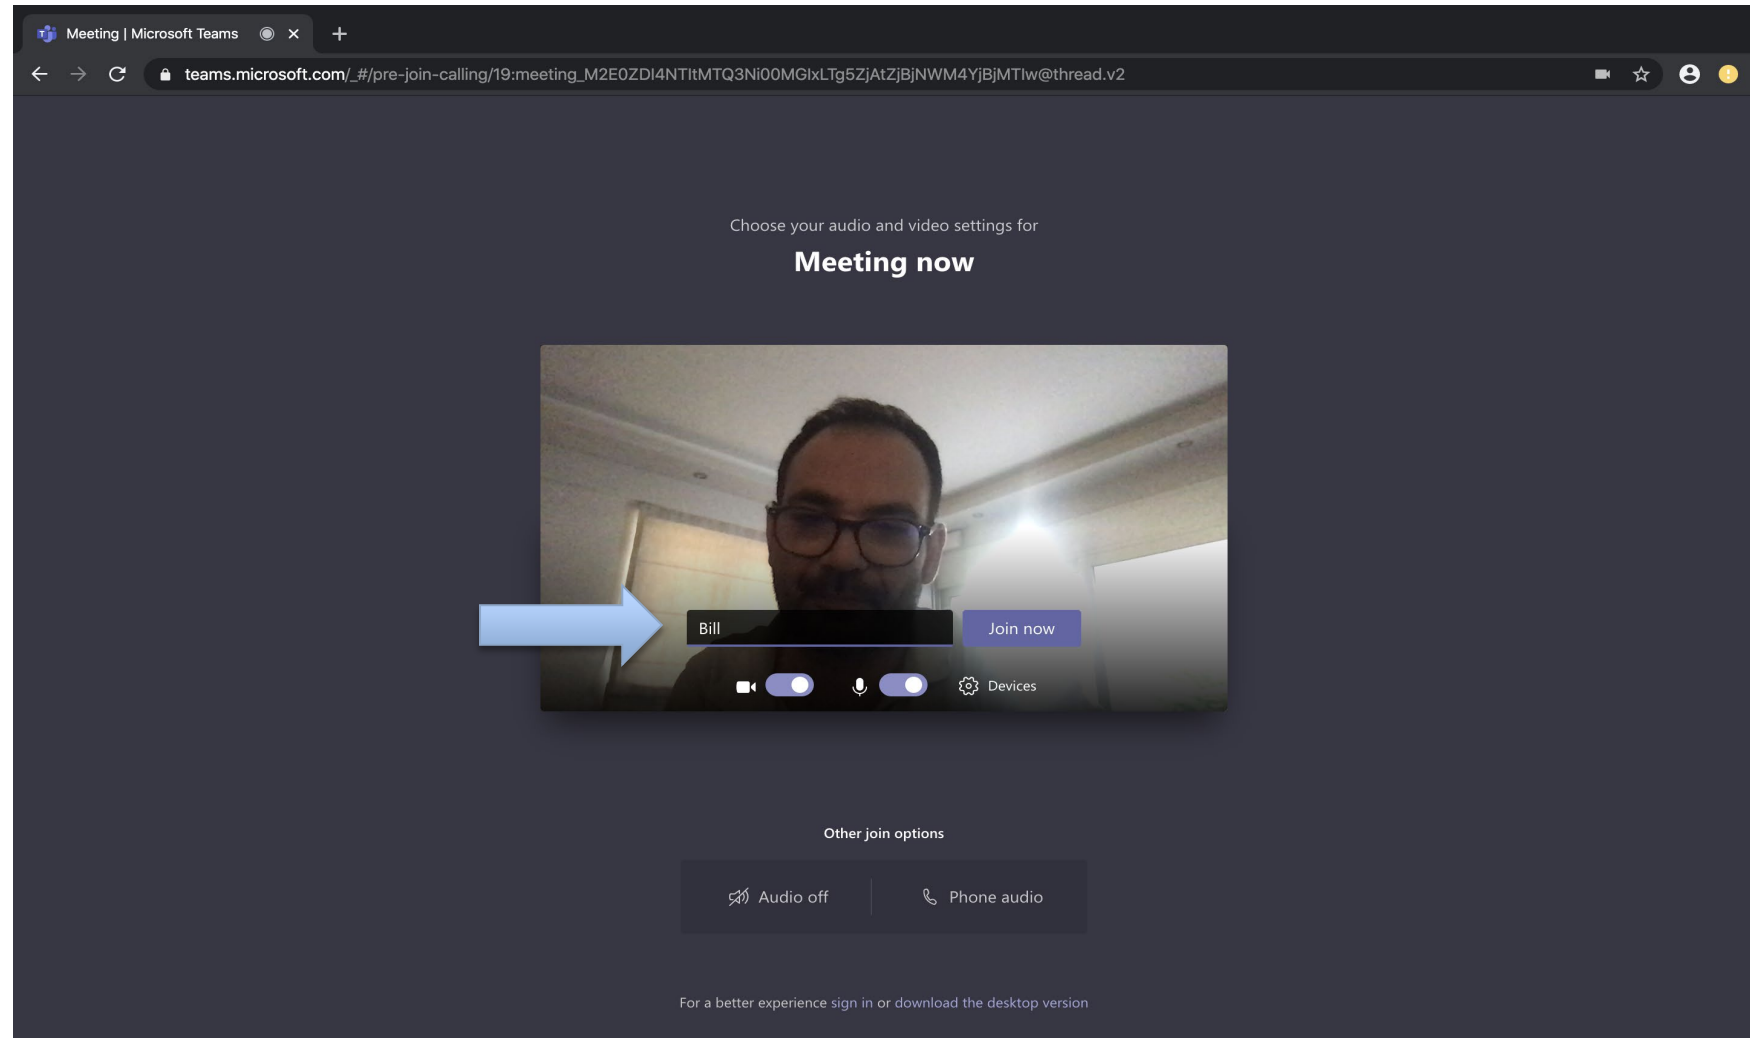 Meeting | Microsoft Teams
teams.microsoft.com/_#/pre-join-calling/19:meeting_M2E0ZDI4NTItMTQ3Ni00MGIxLTg5ZjAtZjBjNWM4YjBjMTIw@thread.v2
Choose your audio and video settings for
Meeting now
Bill
Join now
Devices
Other join options
Audio off
Phone audio
For a better experience sign in or download the desktop version